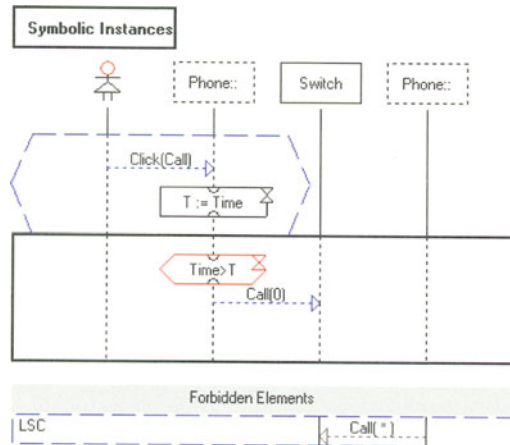 Symbolic Instances
Phone::
Switch
Phone::
Click(Call)
T := Time
Time>T
Call(0)
Forbidden Elements
LSC
Call( * )